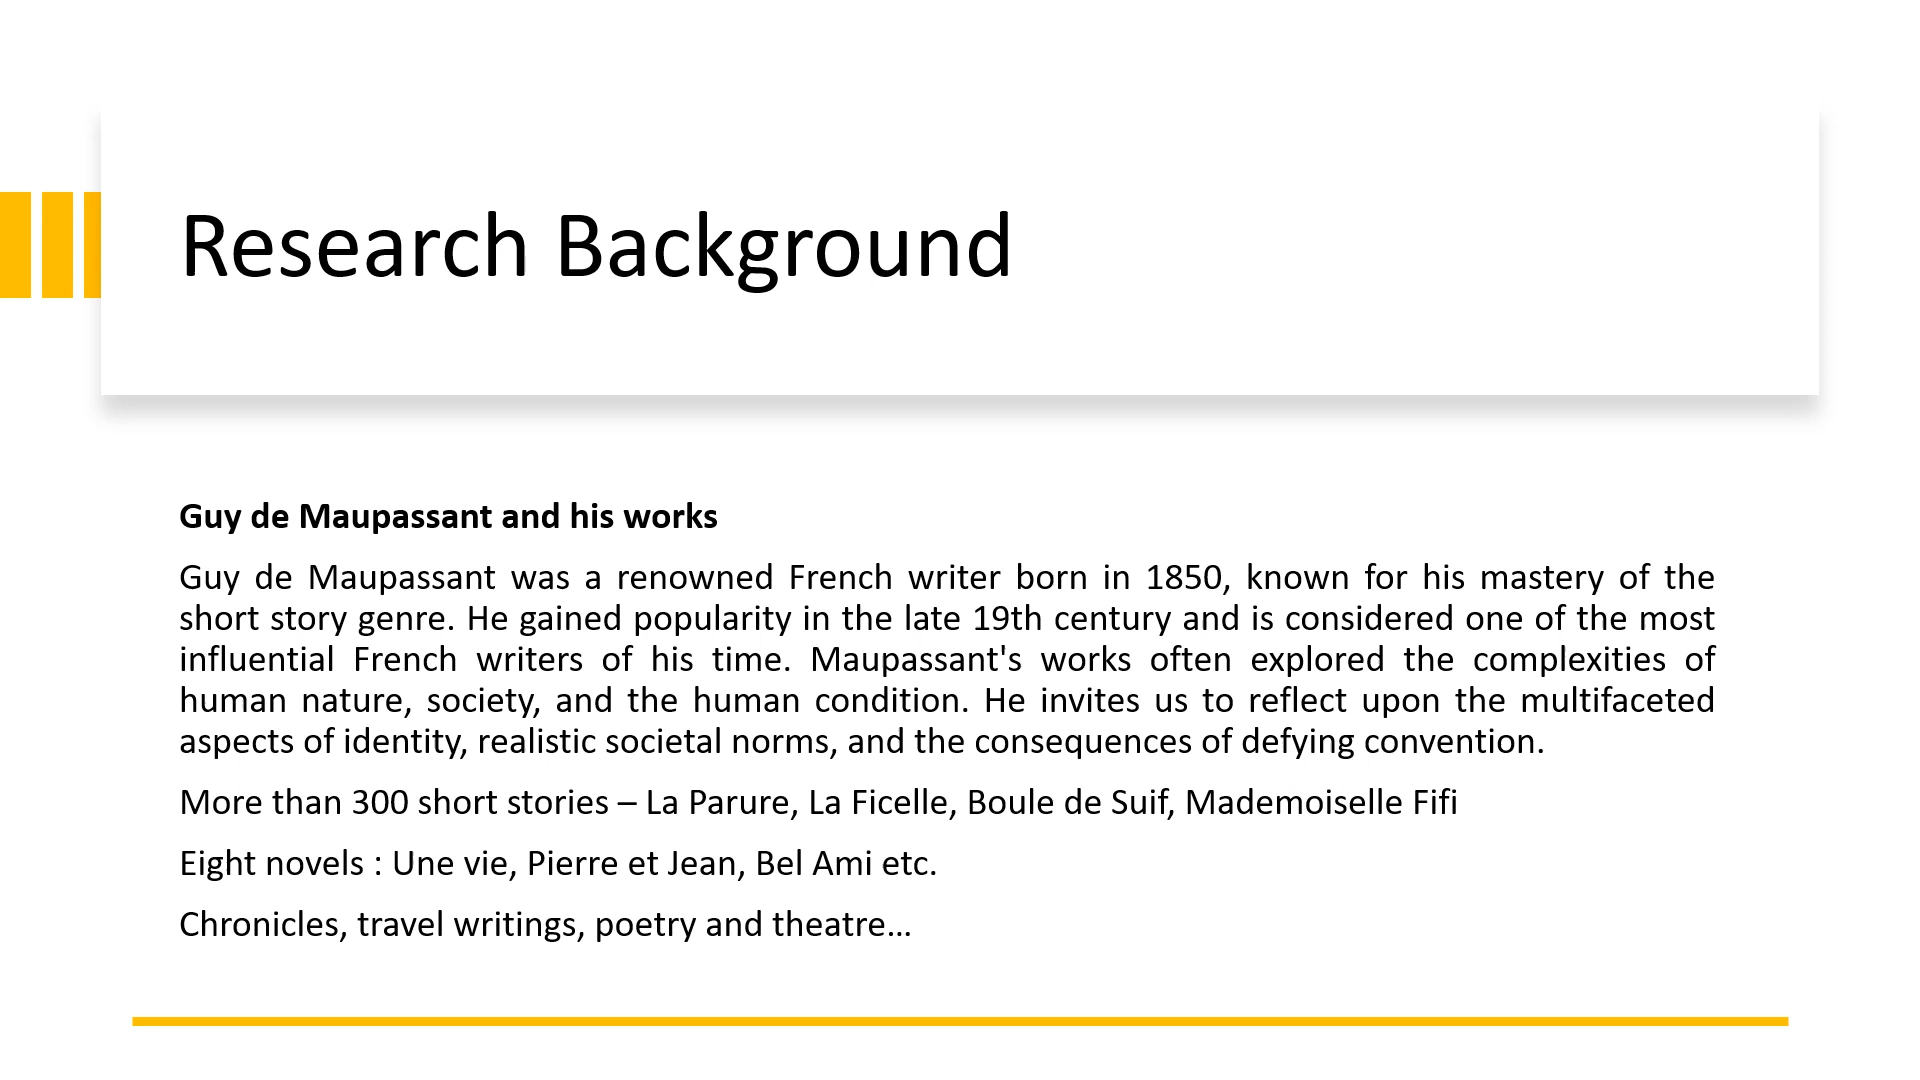 Research Background
Guy de Maupassant and his works
Guy de Maupassant was a renowned French writer born in 1850, known for his mastery of the
short story genre. He gained popularity in the late 19th century and is considered one of the most
influential French writers of his time. Maupassant's works often explored the complexities of
human nature, society, and the human condition. He invites us to reflect upon the multifaceted
aspects of identity, realistic societal norms, and the consequences of defying convention.
More than 300 short stories – La Parure, La Ficelle, Boule de Suif, Mademoiselle Fifi
Eight novels : Une vie, Pierre et Jean, Bel Ami etc.
Chronicles, travel writings, poetry and theatre…